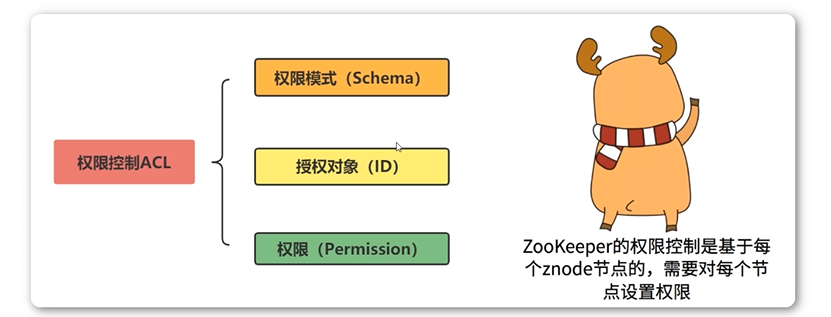 权限模式（Schema）
权限控制ACL
授权对象（ID）
权限（Permission）
ZooKeeper的权限控制是基于每
个znode节点的，需要对每个节
点设置权限